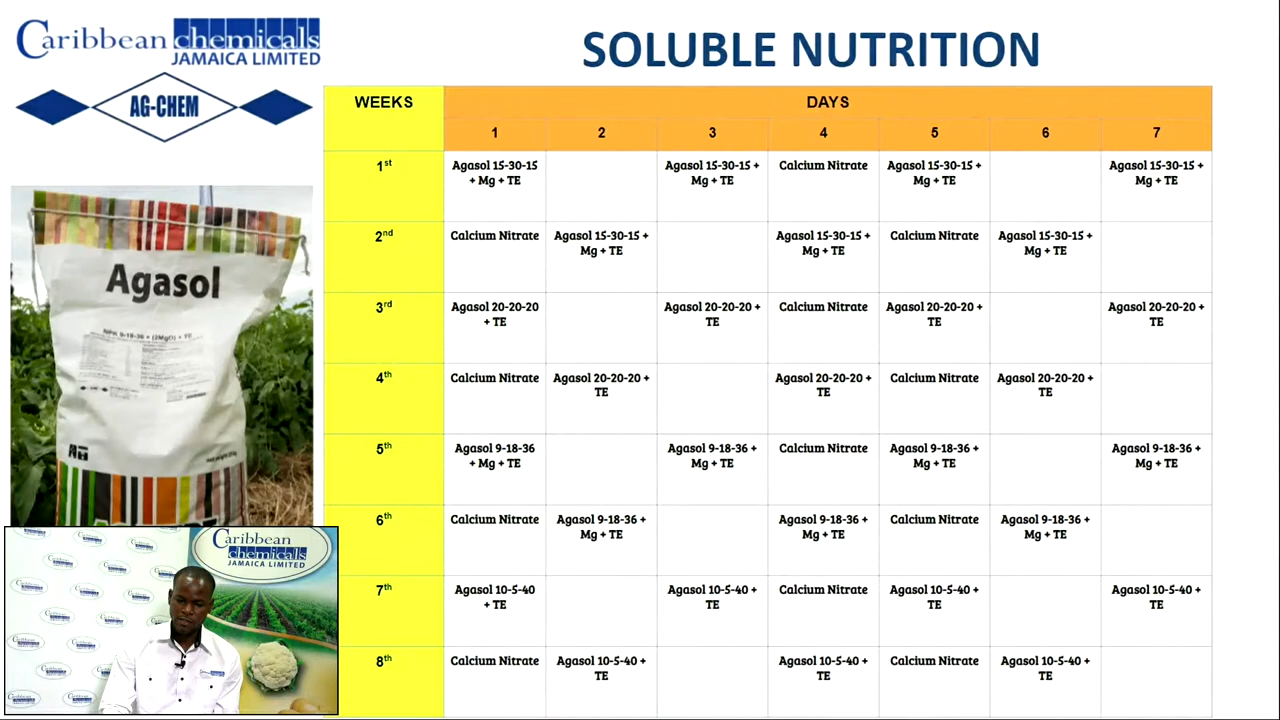 Caribbean chemicals
JAMAICA LIMITED
AG-CHEM
SOLUBLE NUTRITION
WEEKS
DAYS
1 2 3 4 5 6 7
1st
Agasol 15-30-15
+ Mg + TE
Agasol 15-30-15 +
Mg + TE
Calcium Nitrate
Agasol 15-30-15 +
Mg + TE
Agasol 15-30-15 +
Mg + TE
2nd
Calcium Nitrate
Agasol 15-30-15 +
Mg + TE
Agasol 15-30-15 +
Mg + TE
Calcium Nitrate
Agasol 15-30-15 +
Mg + TE
3rd
Agasol 20-20-20
+ TE
Agasol 20-20-20 +
TE
Calcium Nitrate
Agasol 20-20-20 +
TE
Agasol 20-20-20 +
TE
4th
Calcium Nitrate
Agasol 20-20-20 +
TE
Agasol 20-20-20 +
TE
Calcium Nitrate
Agasol 20-20-20 +
TE
5th
Agasol 9-18-36
+ Mg + TE
Agasol 9-18-36 +
Mg + TE
Calcium Nitrate
Agasol 9-18-36 +
Mg + TE
Agasol 9-18-36 +
Mg + TE
6th
Calcium Nitrate
Agasol 9-18-36 +
Mg + TE
Agasol 9-18-36 +
Mg + TE
Calcium Nitrate
Agasol 9-18-36 +
Mg + TE
7th
Agasol 10-5-40
+ TE
Agasol 10-5-40 +
TE
Calcium Nitrate
Agasol 10-5-40 +
TE
Agasol 10-5-40 +
TE
8th
Calcium Nitrate
Agasol 10-5-40 +
TE
Agasol 10-5-40 +
TE
Calcium Nitrate
Agasol 10-5-40 +
TE
Agasol
NPK 9-18-36 + (2MgO) + TE
Caribbean
chemicals
JAMAICA LIMITED